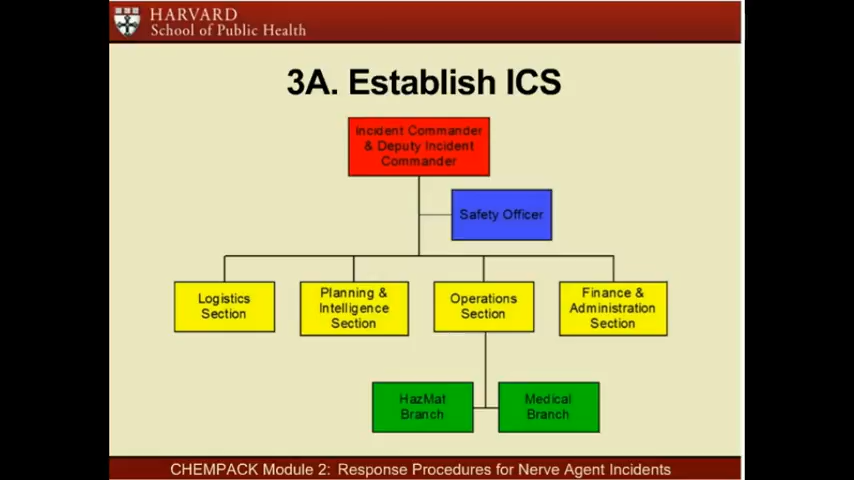 HARVARD
School of Public Health
3A. Establish ICS
Incident Commander
& Deputy Incident
Commander
Safety Officer
Logistics
Section
Planning &
Intelligence
Section
Operations
Section
Finance &
Administration
Section
HazMat
Branch
Medical
Branch
CHEMPACK Module 2: Response Procedures for Nerve Agent Incidents